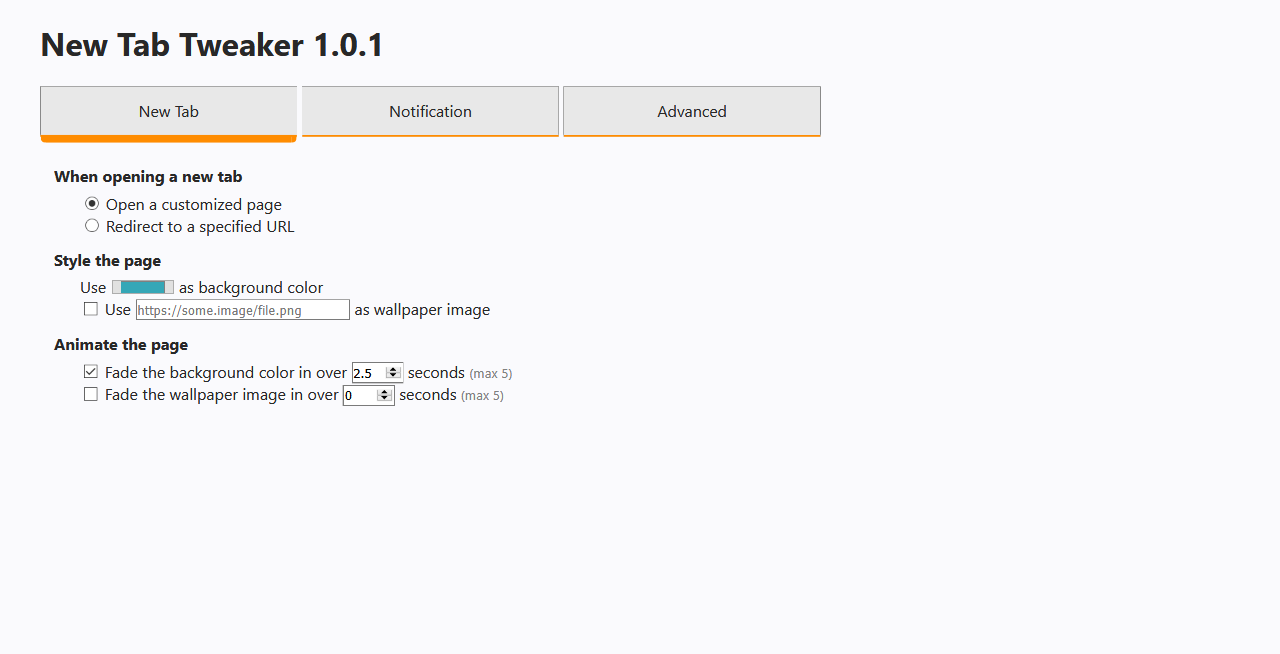 New Tab Tweaker 1.0.1
New Tab Notification Advanced
When opening a new tab
Open a customized page
Redirect to a specified URL
Style the page
Use as background color
Use https://some.image/file.png as wallpaper image
Animate the page
Fade the background color in over 2.5 seconds (max 5)
Fade the wallpaper image in over 0 seconds (max 5)